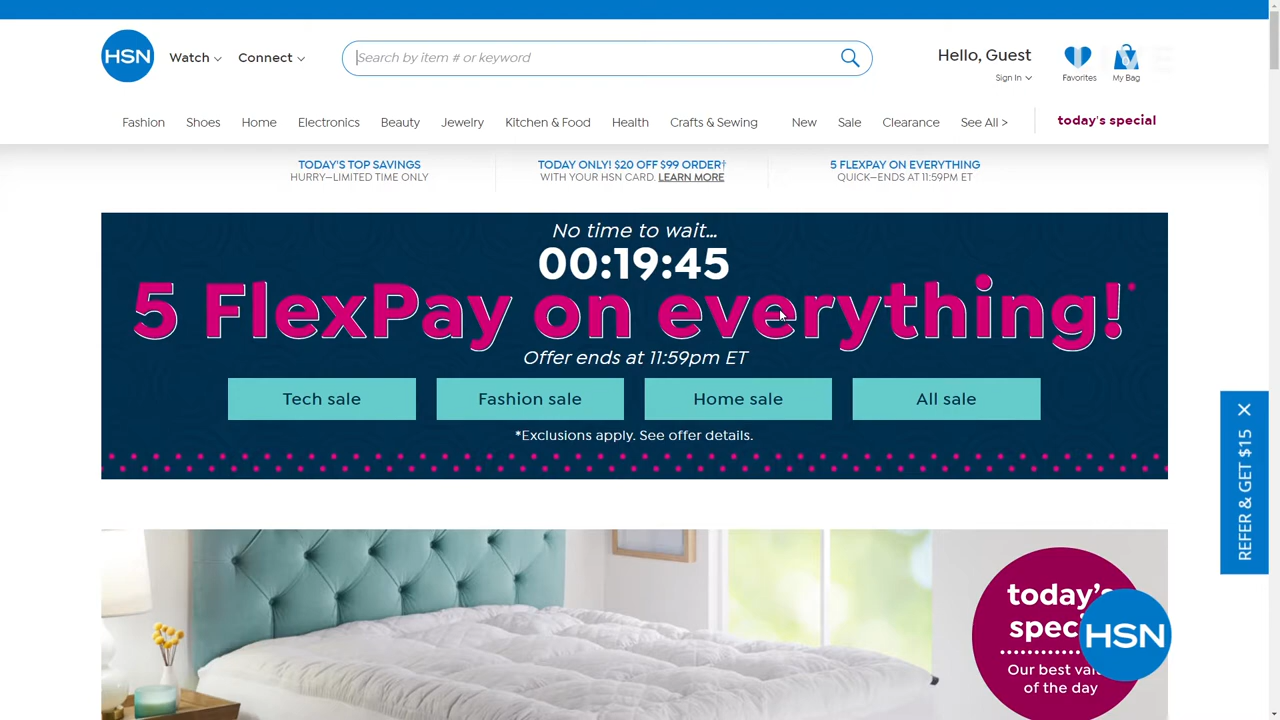 HSN
Watch
Connect
Search by item # or keyword
Hello, Guest
Sign In
Favorites
0
My Bag
Fashion
Shoes
Home
Electronics
Beauty
Jewelry
Kitchen & Food
Health
Crafts & Sewing
New
Sale
Clearance
See All >
today's special
TODAY'S TOP SAVINGS
HURRY—LIMITED TIME ONLY
TODAY ONLY! $20 OFF $99 ORDER†
WITH YOUR HSN CARD. LEARN MORE
5 FLEXPAY ON EVERYTHING
QUICK—ENDS AT 11:59PM ET
No time to wait...
00:19:45
5 FlexPay on everything!*
Offer ends at 11:59pm ET
Tech sale
Fashion sale
Home sale
All sale
*Exclusions apply. See offer details.
REFER & GET $15
today's
Our best
of the day
HSN